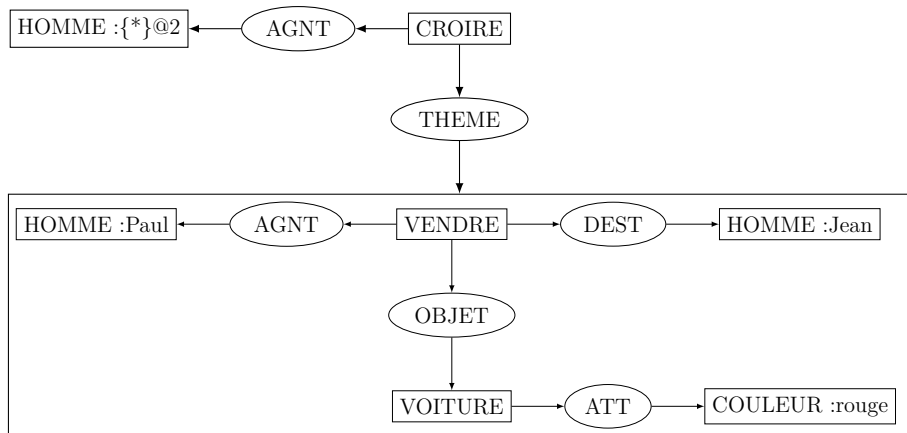 HOMME :{*}@2 AGNT CROIRE
THEME
HOMME :Paul AGNT VENDRE DEST HOMME :Jean
OBJET
VOITURE ATT COULEUR :rouge